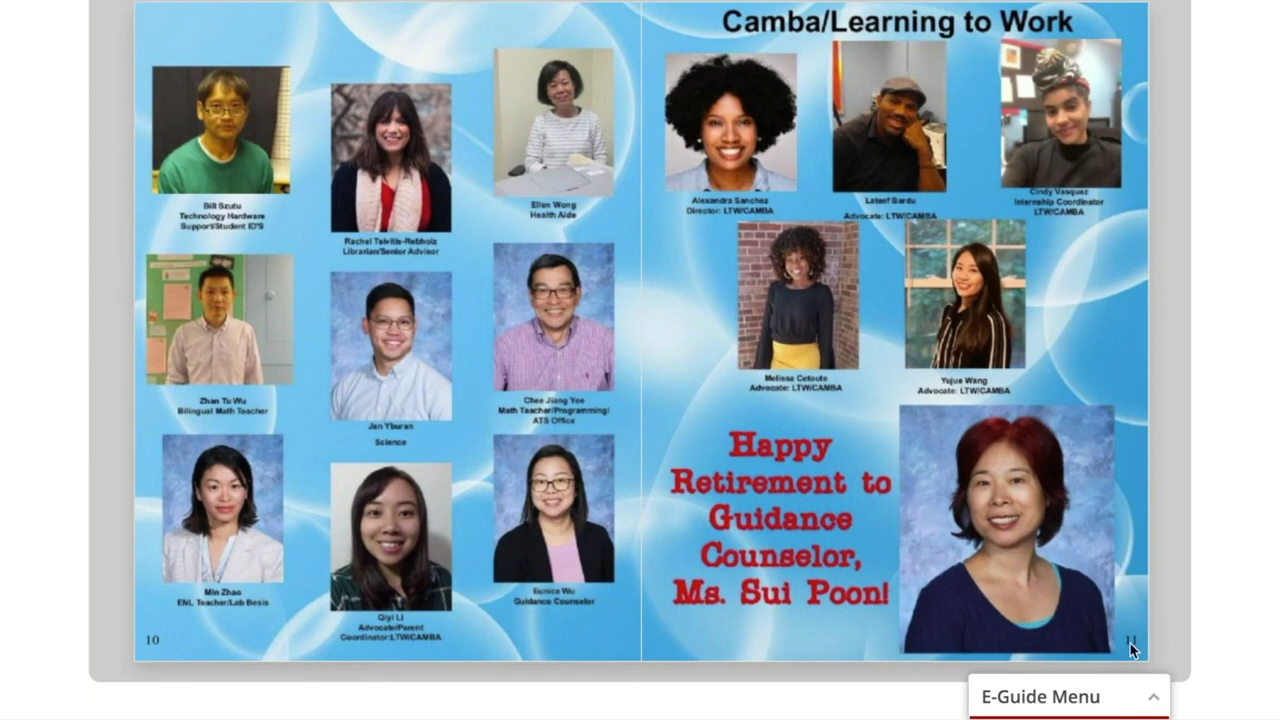 Camba/Learning to Work
Bill Szutu
Technology Hardware
Support/Student ID'S
Rachel Tsivitis-Rebholz
Librarian/Senior Advisor
Ellen Wong
Health Aide
Zhan Tu Wu
Bilingual Math Teacher
Jan Yburan
Science
Chee Jiang Yee
Math Teacher/Programming/
ATS Office
Min Zhao
ENL Teacher/Lab Besis
Qiyi Li
Advocate/Parent
Coordinator:LTW/CAMBA
Eunice Wu
Guidance Counselor
10
Alexandra Sanchez
Director: LTW/CAMBA
Lateef Bardu
Advocate: LTW/CAMBA
Cindy Vasquez
Internship Coordinator
LTW/CAMBA
Melissa Cetoute
Advocate: LTW/CAMBA
Yujue Wang
Advocate: LTW/CAMBA
Happy
Retirement to
Guidance
Counselor,
Ms. Sui Poon!
11
E-Guide Menu